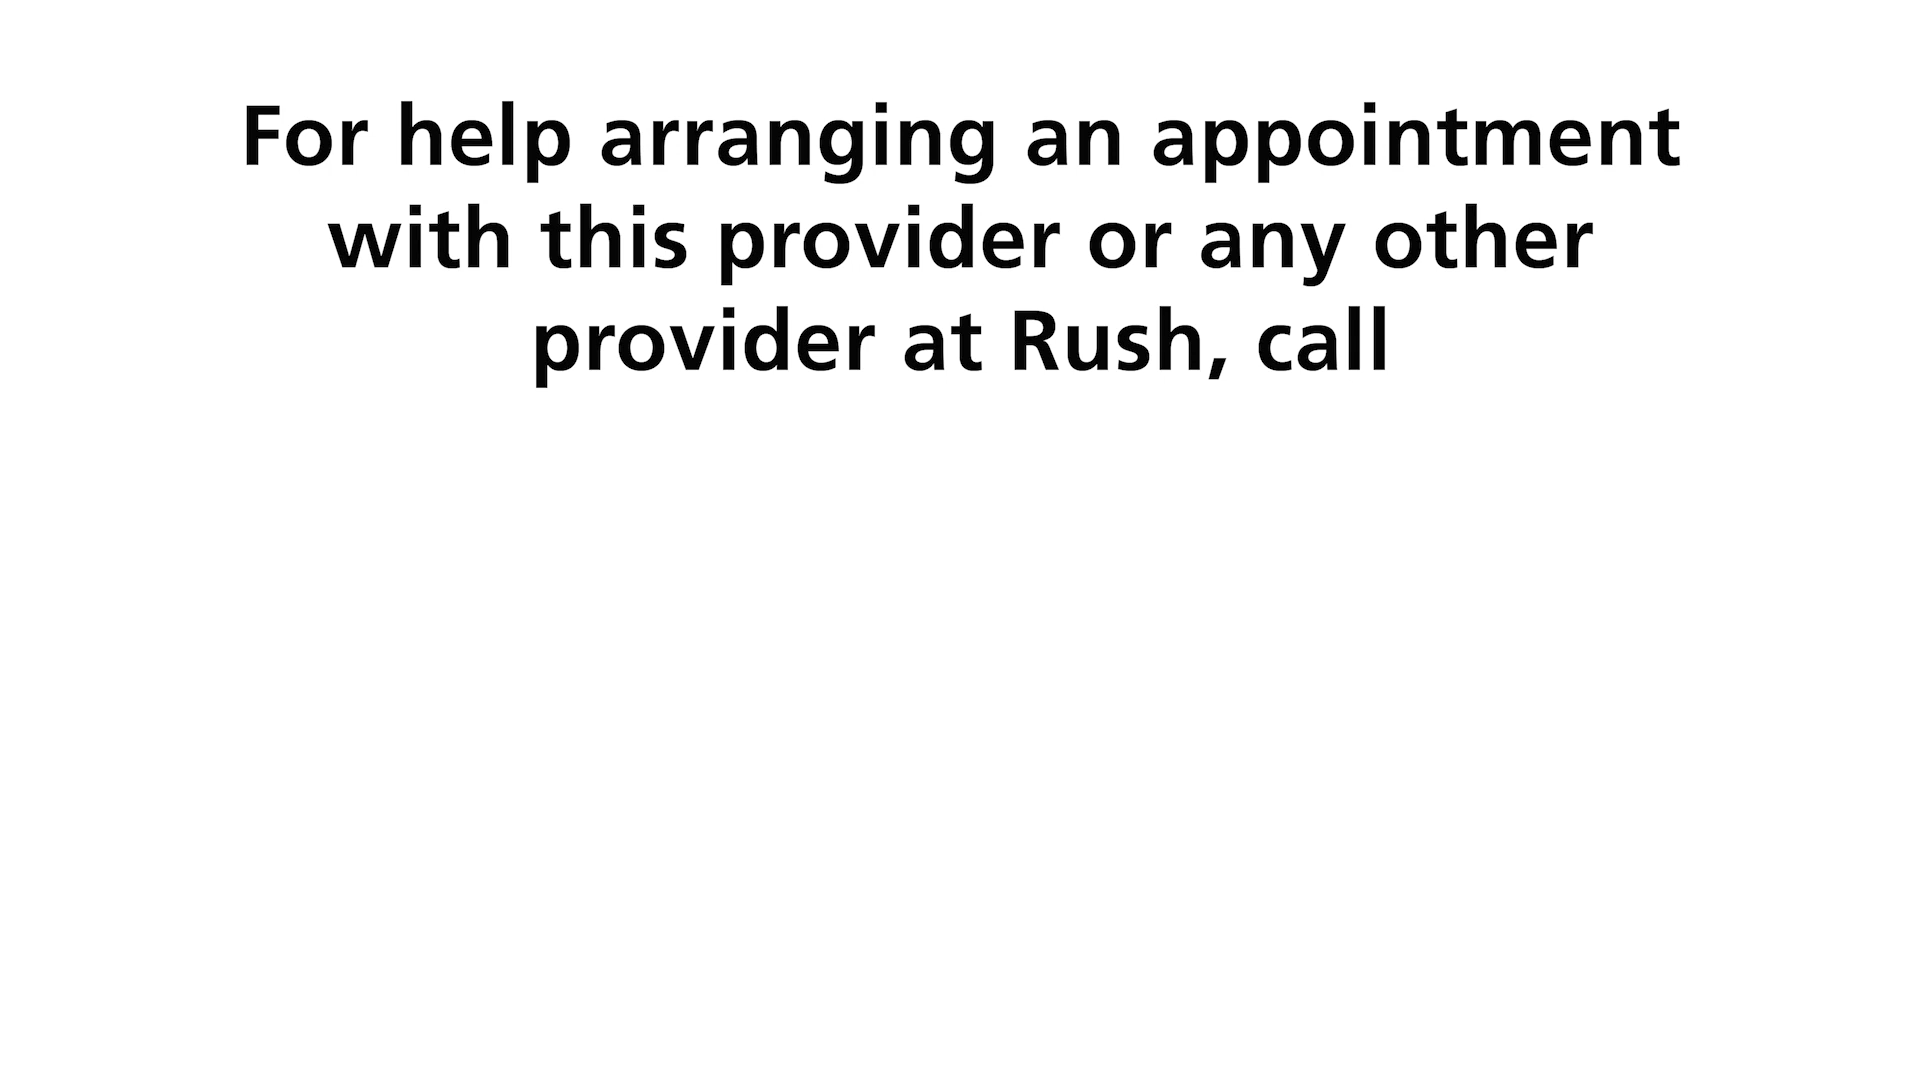 For help arranging an appointment
with this provider or any other
provider at Rush, call